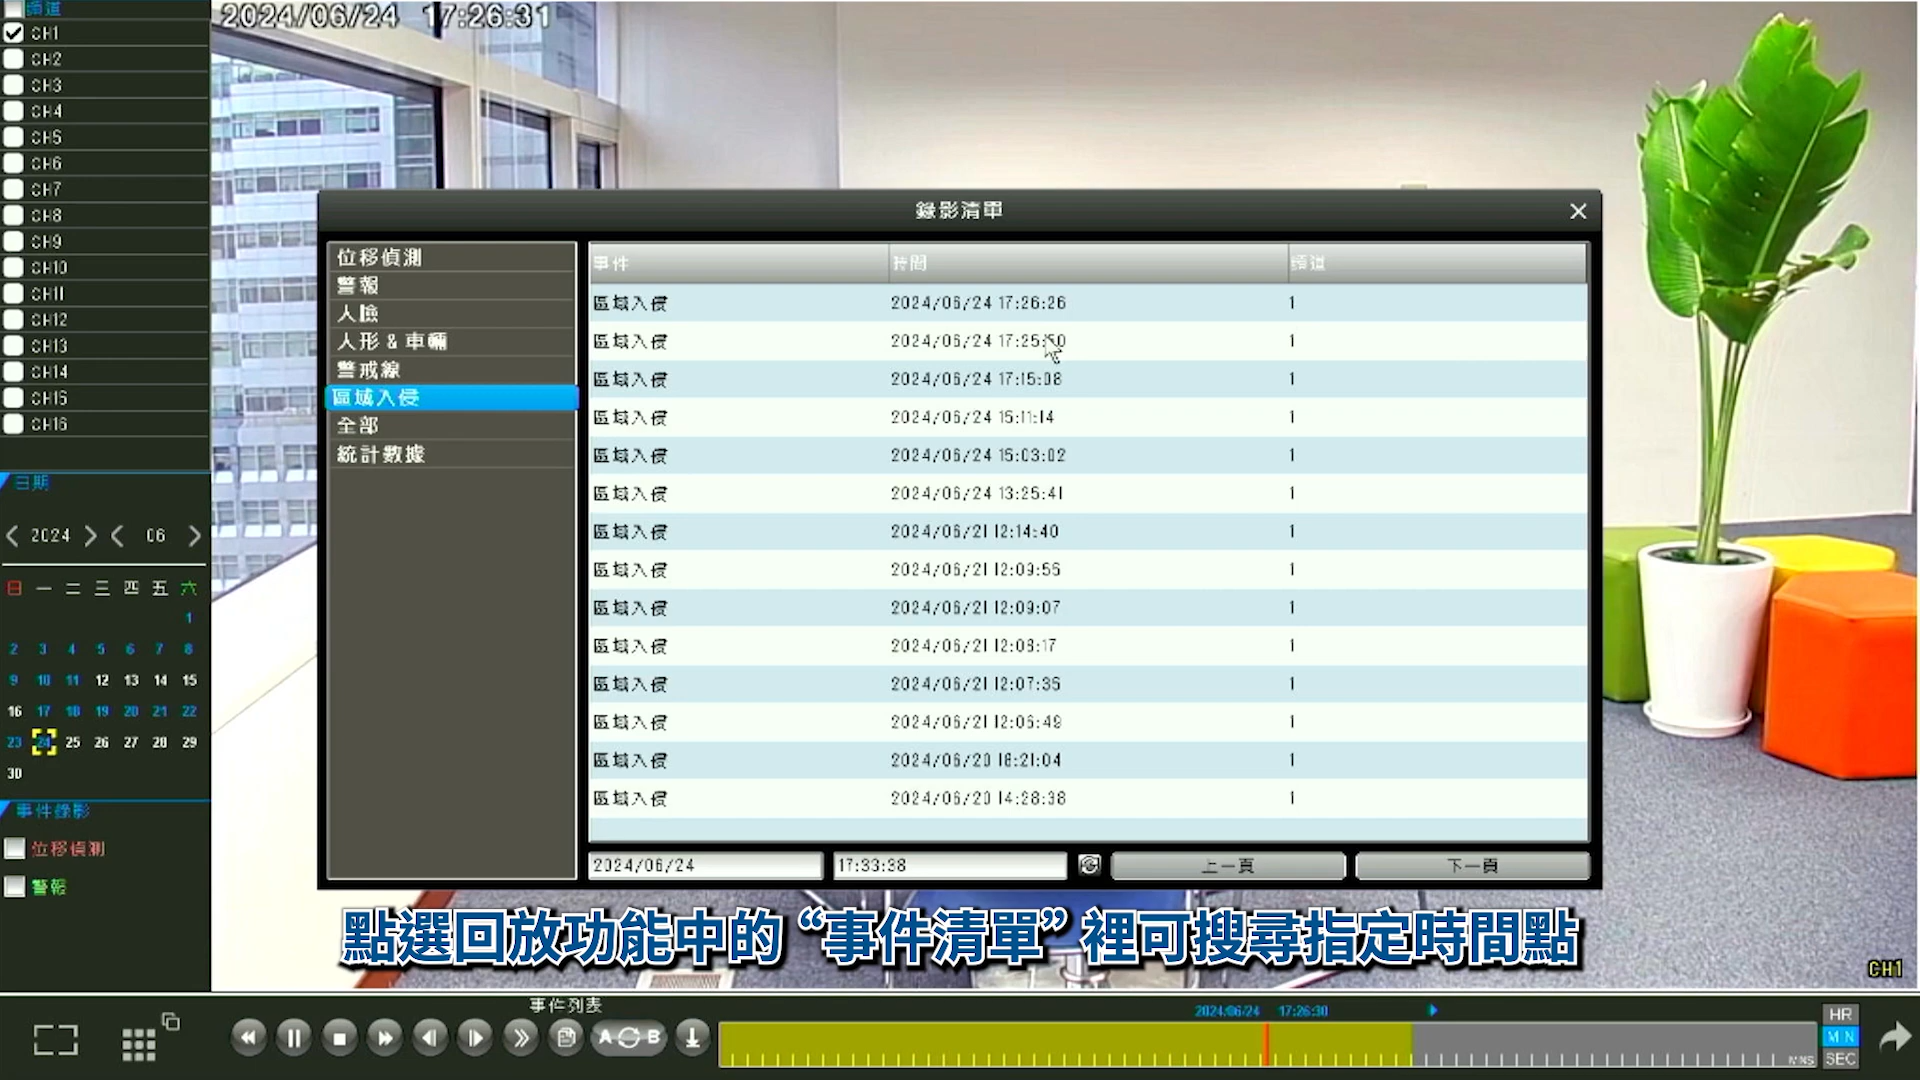 頻道
2024/06/24 17:26:31
CH1
CH2
CH3
CH4
CH5
CH6
CH7
CH8
CH9
CH10
CH11
CH12
CH13
CH14
CH15
CH16
日期
2024 06
日 一 二 三 四 五 六
1
2 3 4 5 6 7 8
9 10 11 12 13 14 15
16 17 18 19 20 21 22
23 24 25 26 27 28 29
30
事件錄影
位移偵測
警報
錄影清單
位移偵測
警報
人臉
人形 & 車輛
警戒線
區域入侵
全部
統計數據
事件 時間 頻道
區域入侵 2024/06/24 17:26:26 1
區域入侵 2024/06/24 17:25:50 1
區域入侵 2024/06/24 17:15:08 1
區域入侵 2024/06/24 15:11:14 1
區域入侵 2024/06/24 15:03:02 1
區域入侵 2024/06/24 13:25:41 1
區域入侵 2024/06/21 12:14:40 1
區域入侵 2024/06/21 12:09:56 1
區域入侵 2024/06/21 12:09:07 1
區域入侵 2024/06/21 12:08:17 1
區域入侵 2024/06/21 12:07:35 1
區域入侵 2024/06/21 12:06:49 1
區域入侵 2024/06/20 18:21:04 1
區域入侵 2024/06/20 14:28:38 1
2024/06/24 17:33:38 上一頁 下一頁
點選回放功能中的“事件清單”裡可搜尋指定時間點
CH1
事件列表
2024/06/24 17:26:30
A B
MINS
HR
MIN
SEC